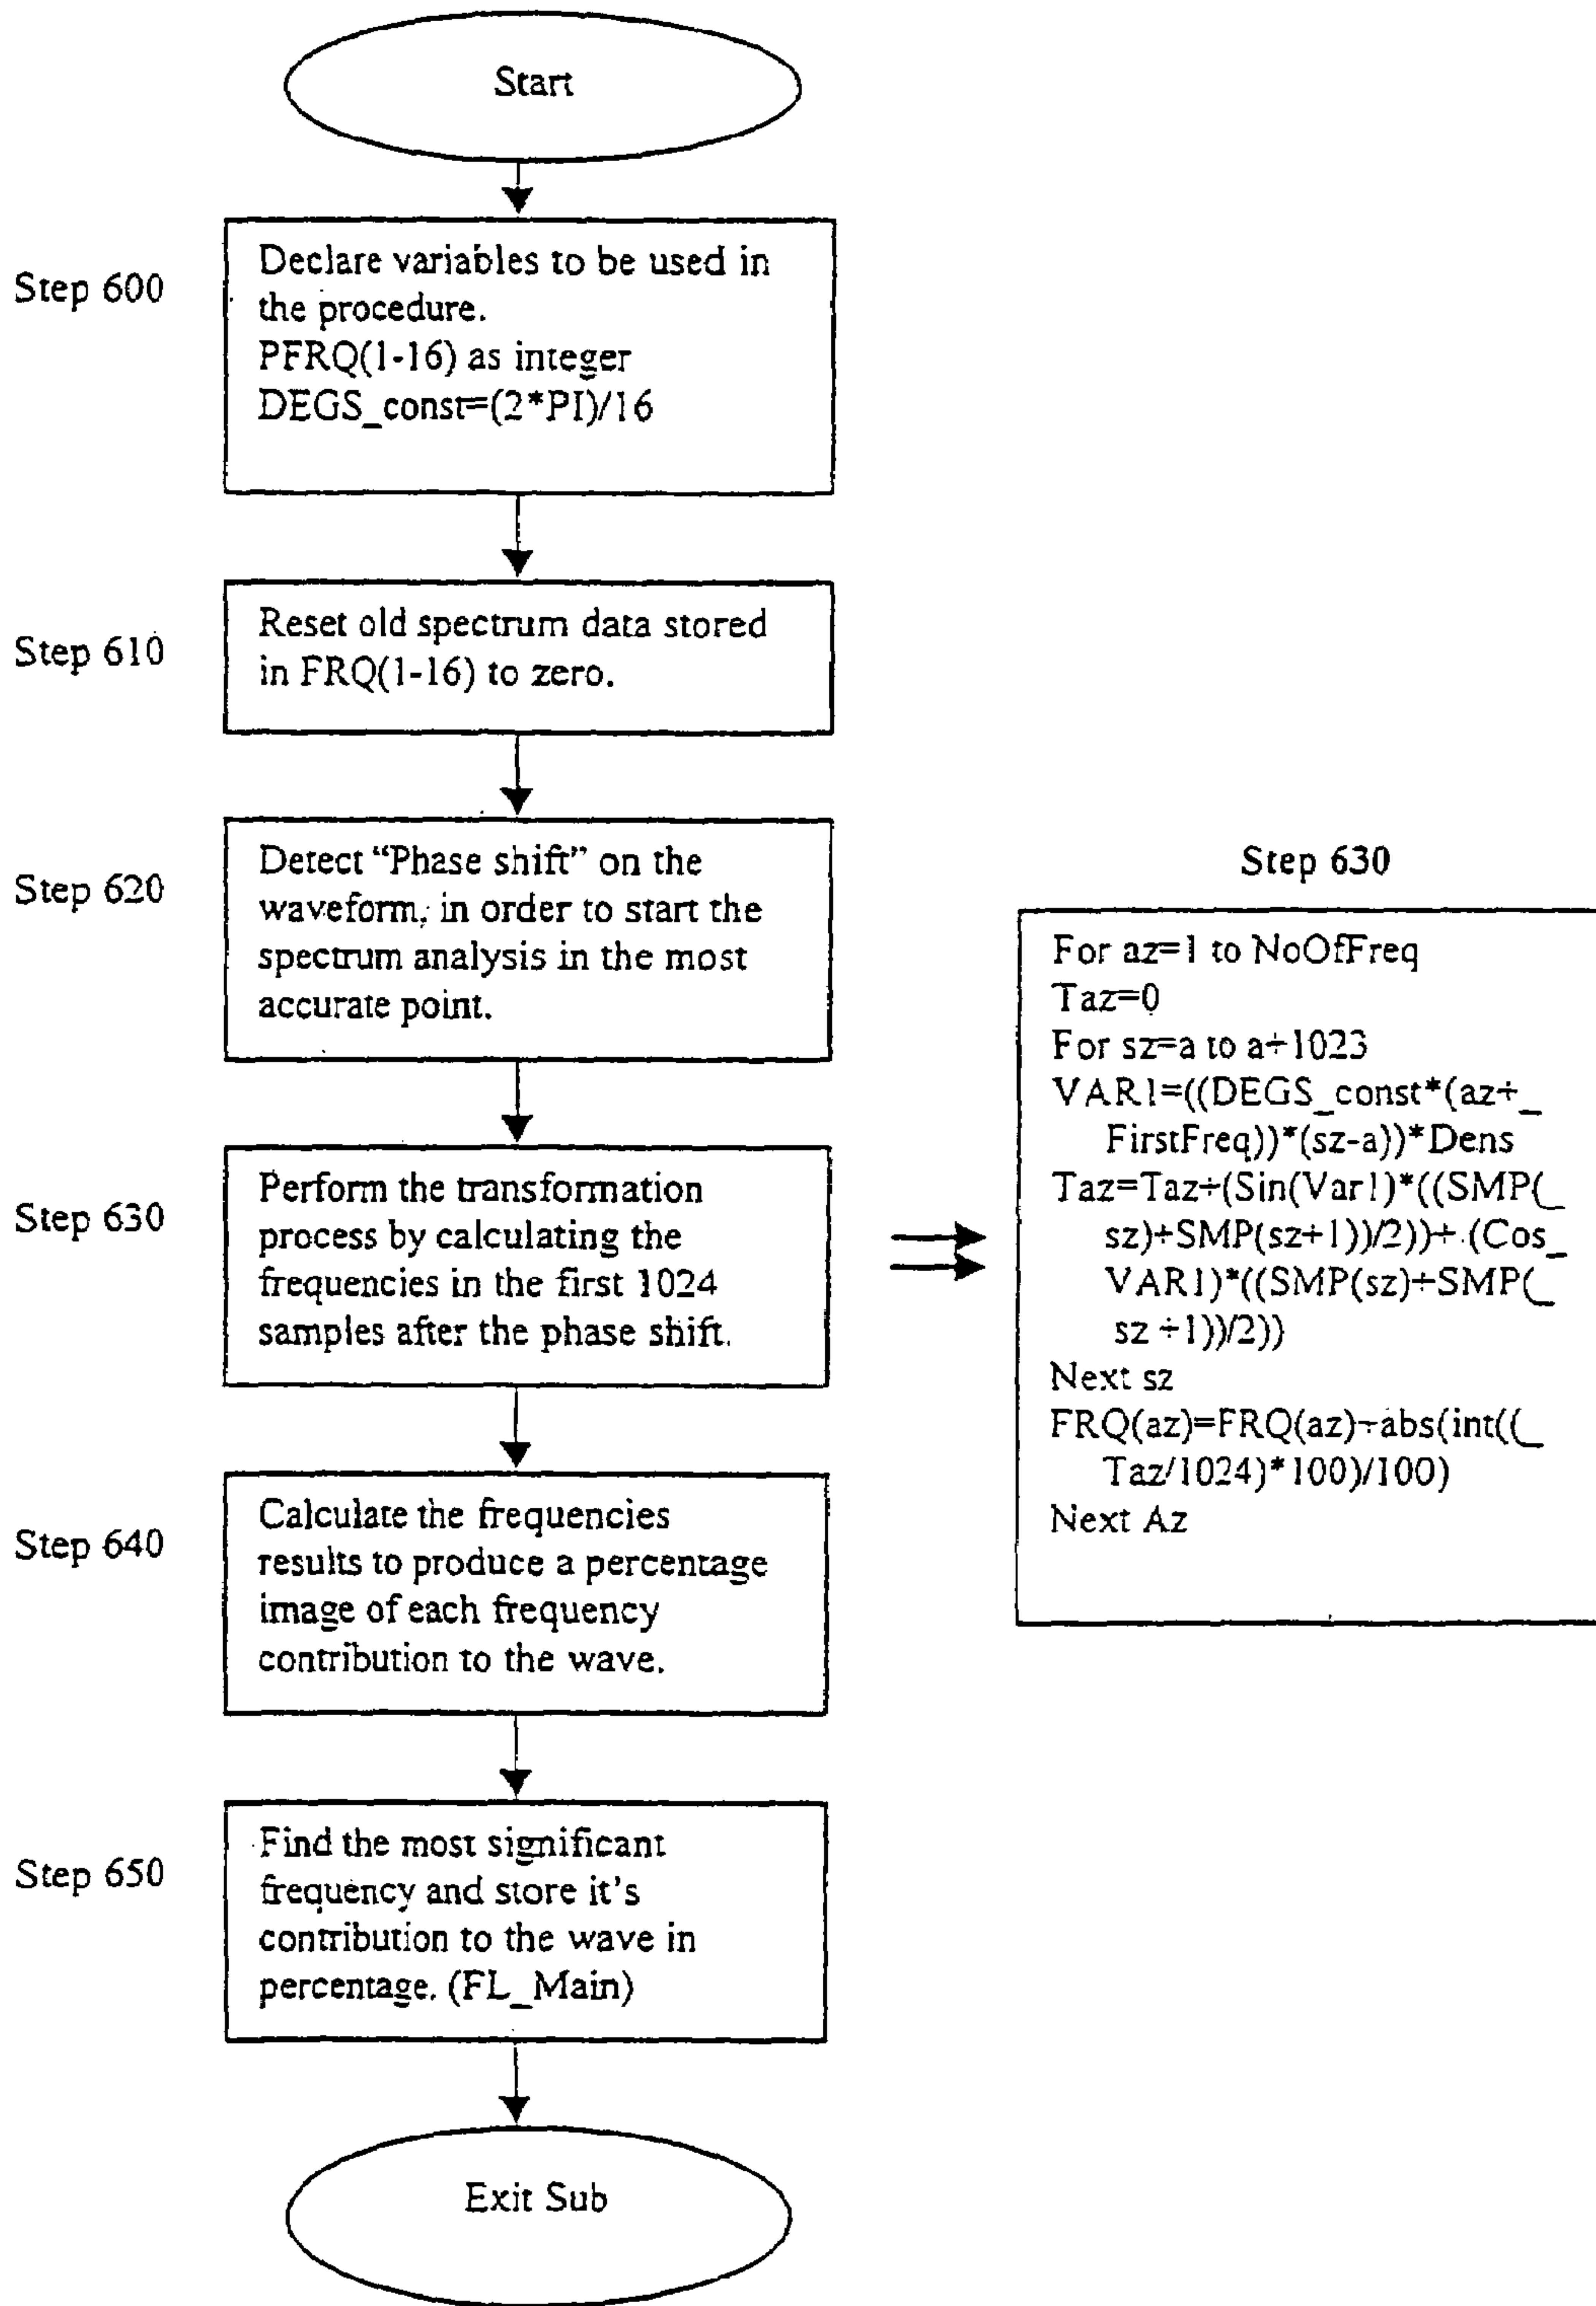 Start
Step 600
Declare variables to be used in
the procedure.
PFRQ(1-16) as integer
DEGS_const=(2*PI)/16
Step 610
Reset old spectrum data stored
in FRQ(1-16) to zero.
Step 620
Detect “Phase shift” on the
waveform, in order to start the
spectrum analysis in the most
accurate point.
Step 630
Perform the transformation
process by calculating the
frequencies in the first 1024
samples after the phase shift.
Step 640
Calculate the frequencies
results to produce a percentage
image of each frequency
contribution to the wave.
Step 650
Find the most significant
frequency and store it's
contribution to the wave in
percentage. (FL_Main)
Exit Sub
Step 630
For az=1 to NoOfFreq
Taz=0
For sz=a to a+1023
VAR1=((DEGS_const*(az+_
FirstFreq))*(sz-a))*Dens
Taz=Taz+(Sin(Var1)*((SMP(_
sz)+SMP(sz+1))/2))+ (Cos_
VAR1)*((SMP(sz)+SMP(_
sz +1))/2))
Next sz
FRQ(az)=FRQ(az)+abs(int((_
Taz/1024)*100)/100)
Next Az